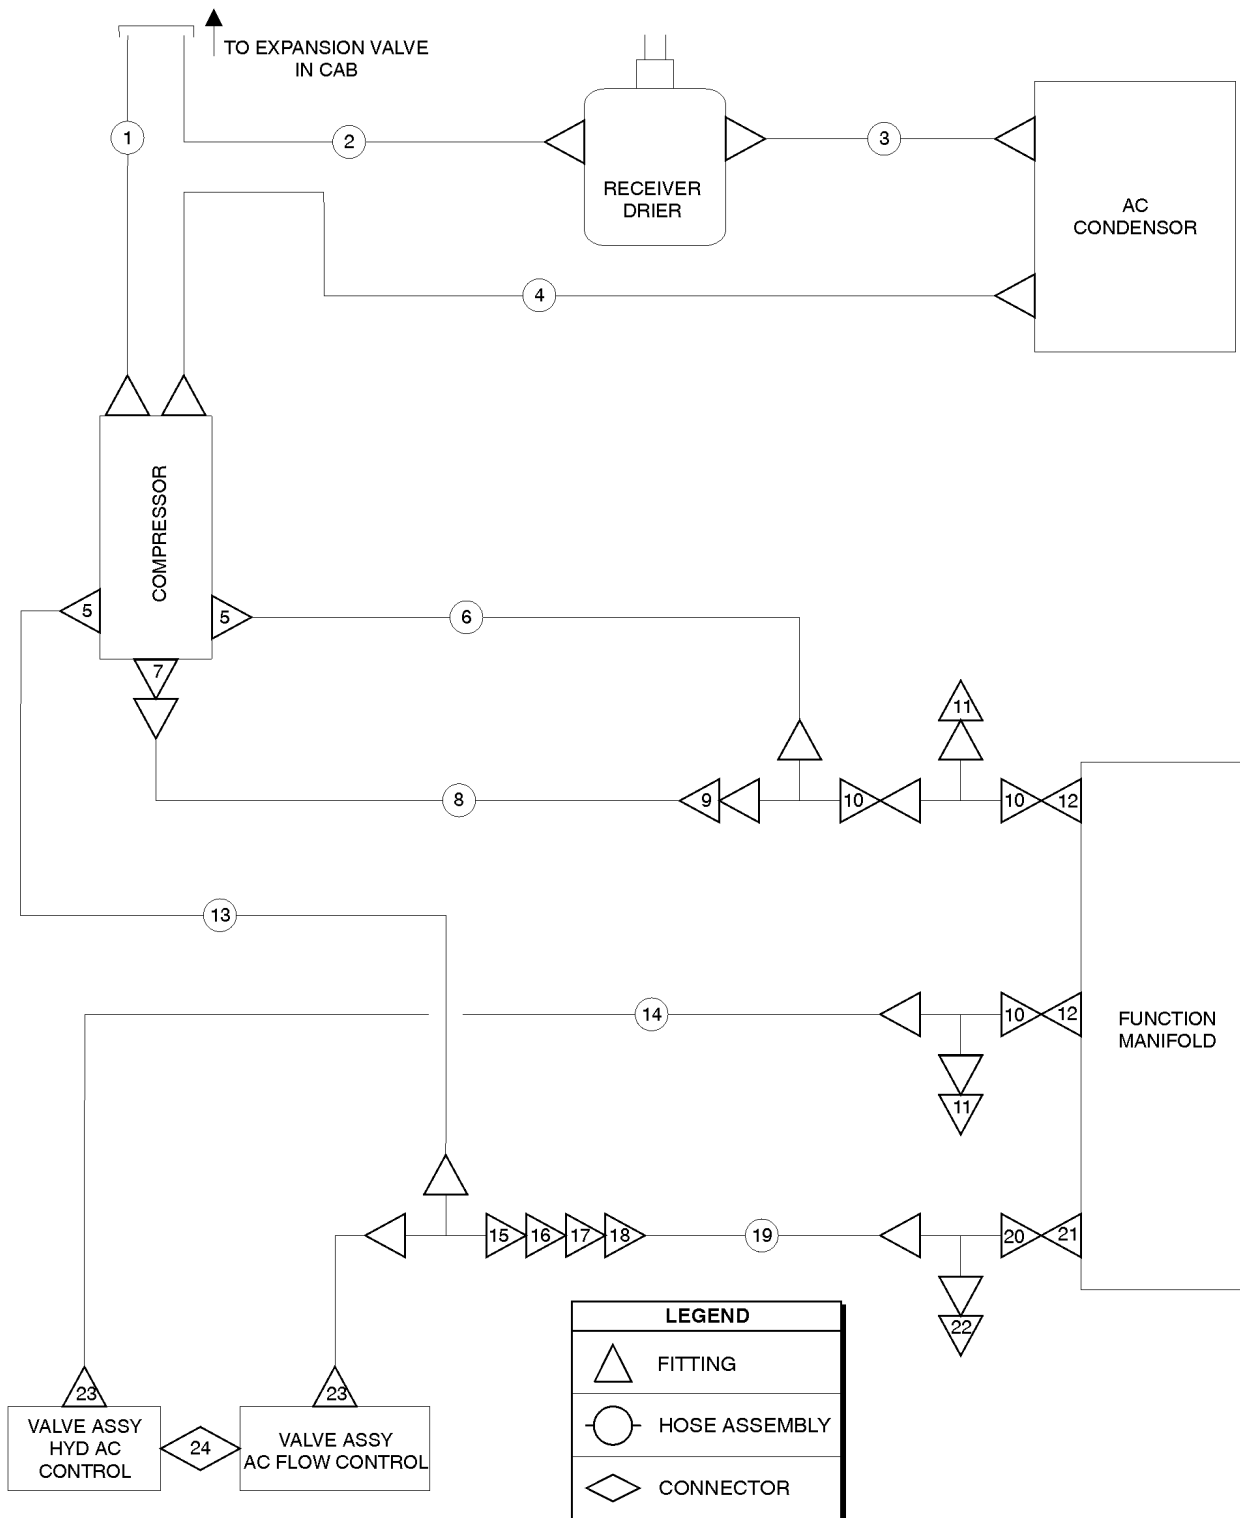 TO EXPANSION VALVE
IN CAB
1
2
3
RECEIVER
DRIER
AC
CONDENSOR
4
COMPRESSOR
5
5
6
7
11
8
9
10
10
12
13
14
10
12
FUNCTION
MANIFOLD
11
15
16
17
18
19
20
21
22
23
23
VALVE ASSY
HYD AC
CONTROL
24
VALVE ASSY
AC FLOW CONTROL
LEGEND
FITTING
HOSE ASSEMBLY
CONNECTOR